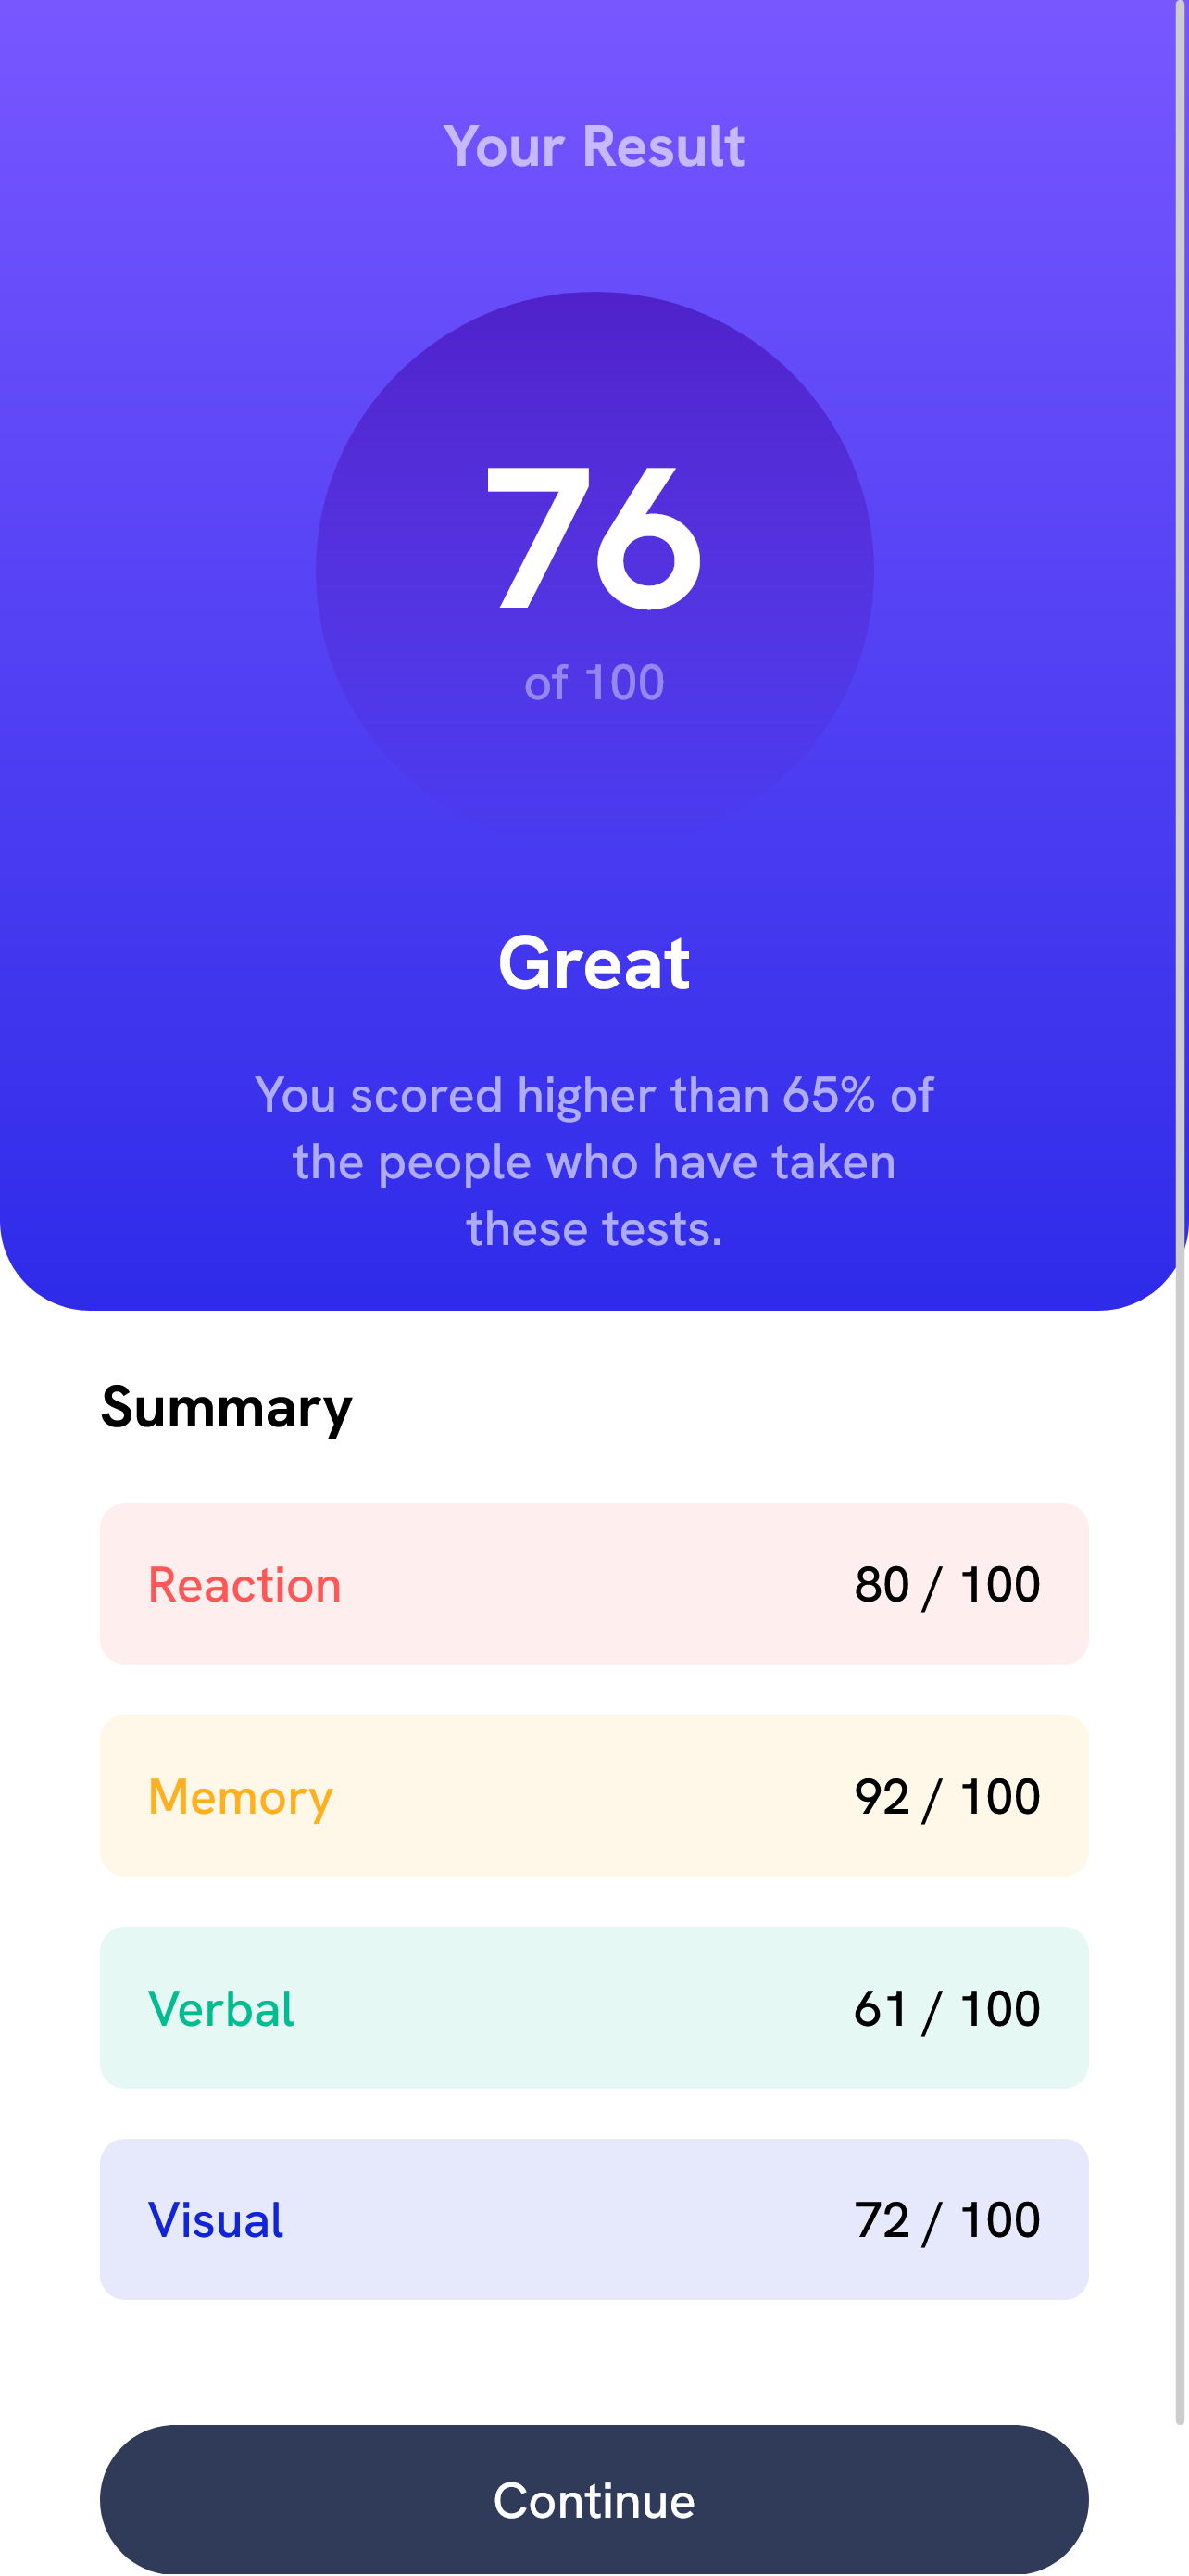 Your Result
76
of 100
Great
You scored higher than 65% of
the people who have taken
these tests.
Summary
Reaction 80 / 100
Memory 92 / 100
Verbal 61 / 100
Visual 72 / 100
Continue